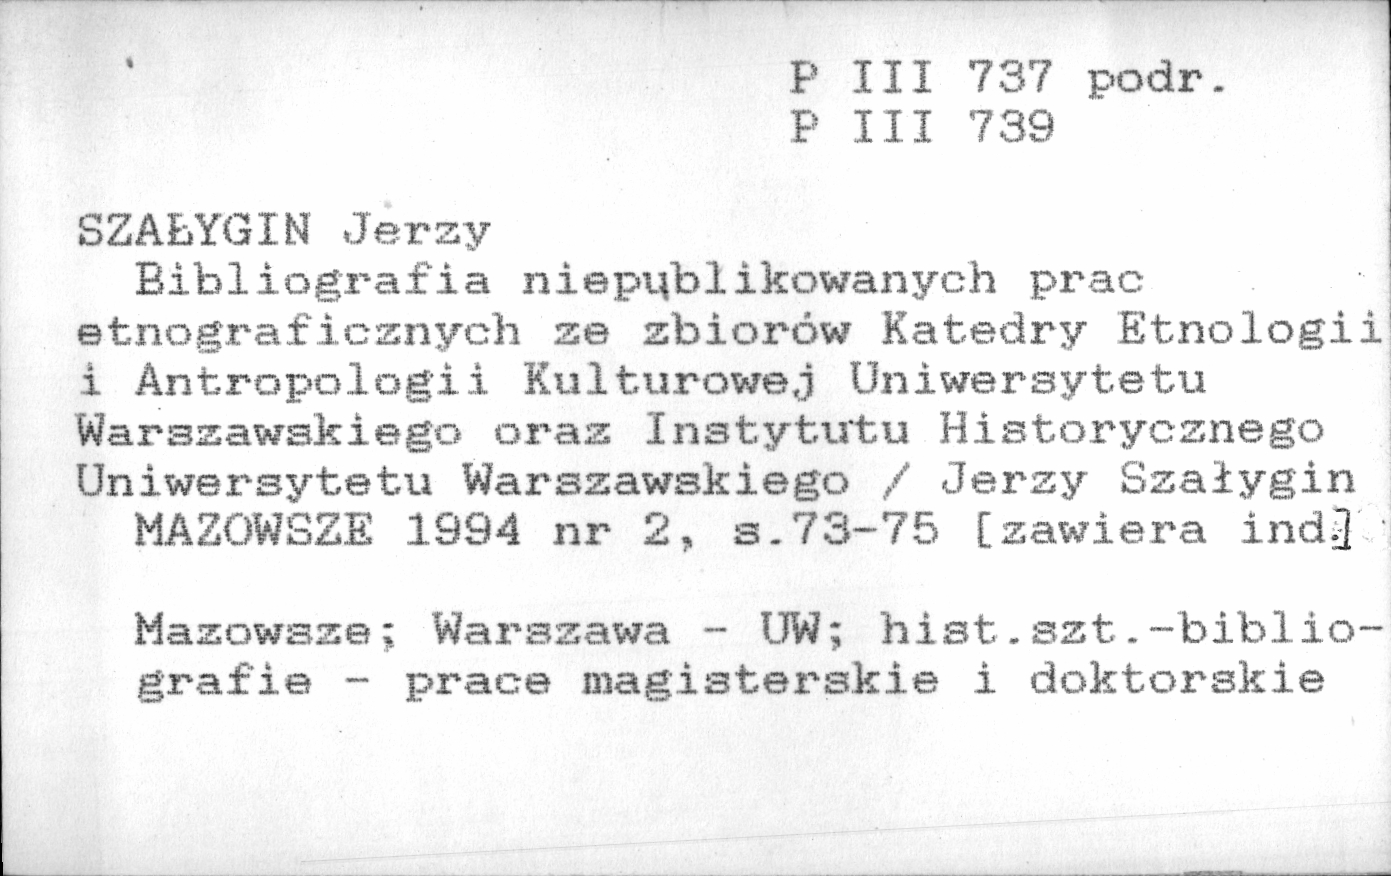 P III 737 podr.
P III 739
SZAŁYGIN Jerzy
Bibliografia niepublikowanych prac
etnograficznych ze zbiorów Katedry Etnologii
i Antropologii Kulturowej Uniwersytetu
Warszawskiego oraz Instytutu Historycznego
Uniwersytetu Warszawskiego / Jerzy Szałygin
MAZOWSZE 1994 nr 2, s.73-75 [zawiera ind.]
Mazowsze; Warszawa - UW; hist.szt.-biblio-
grafie - prace magisterskie i doktorskie